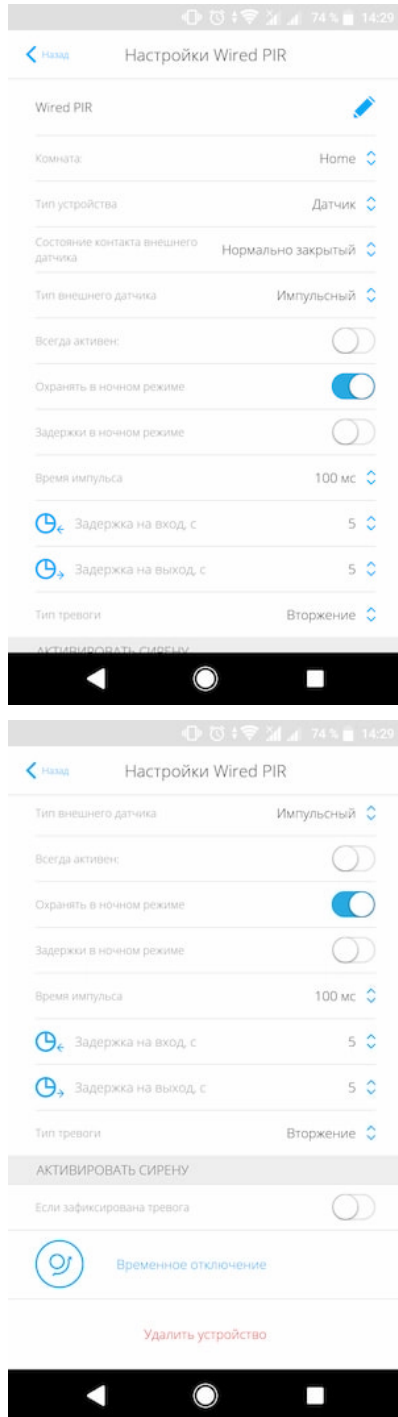 74 % 14:29
Назад Настройки Wired PIR
Wired PIR
Комната: Home
Тип устройства Датчик
Состояние контакта внешнего
датчика Нормально закрытый
Тип внешнего датчика Импульсный
Всегда активен:
Охранять в ночном режиме
Задержки в ночном режиме
Время импульса 100 мс
Задержка на вход, с 5
Задержка на выход, с 5
Тип тревоги Вторжение
АКТИВИРОВАТЬ СИРЕНУ
74 % 14:29
Назад Настройки Wired PIR
Тип внешнего датчика Импульсный
Всегда активен:
Охранять в ночном режиме
Задержки в ночном режиме
Время импульса 100 мс
Задержка на вход, с 5
Задержка на выход, с 5
Тип тревоги Вторжение
АКТИВИРОВАТЬ СИРЕНУ
Если зафиксирована тревога
Временное отключение
Удалить устройство